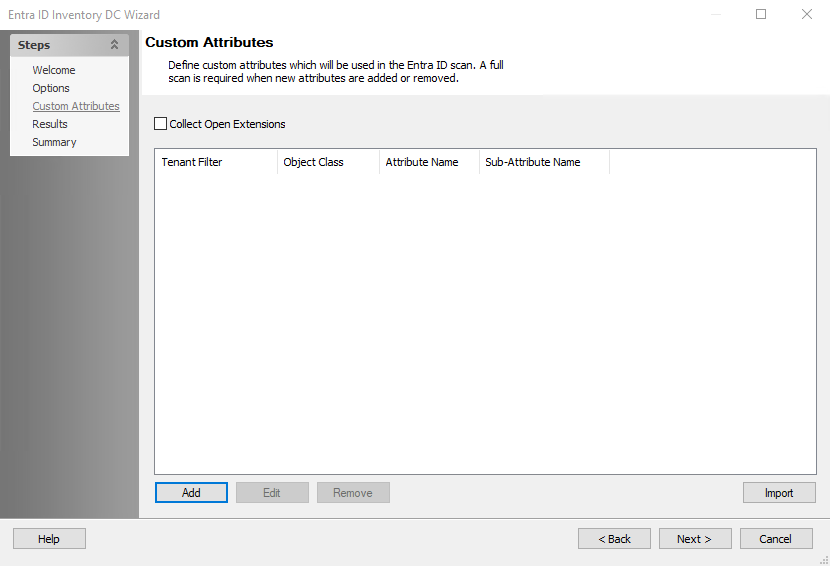 Entra ID Inventory DC Wizard
Steps
Welcome
Options
Custom Attributes
Results
Summary
Custom Attributes
Define custom attributes which will be used in the Entra ID scan. A full
scan is required when new attributes are added or removed.
Collect Open Extensions
Tenant Filter Object Class Attribute Name Sub-Attribute Name
Add Edit Remove Import
Help < Back Next > Cancel